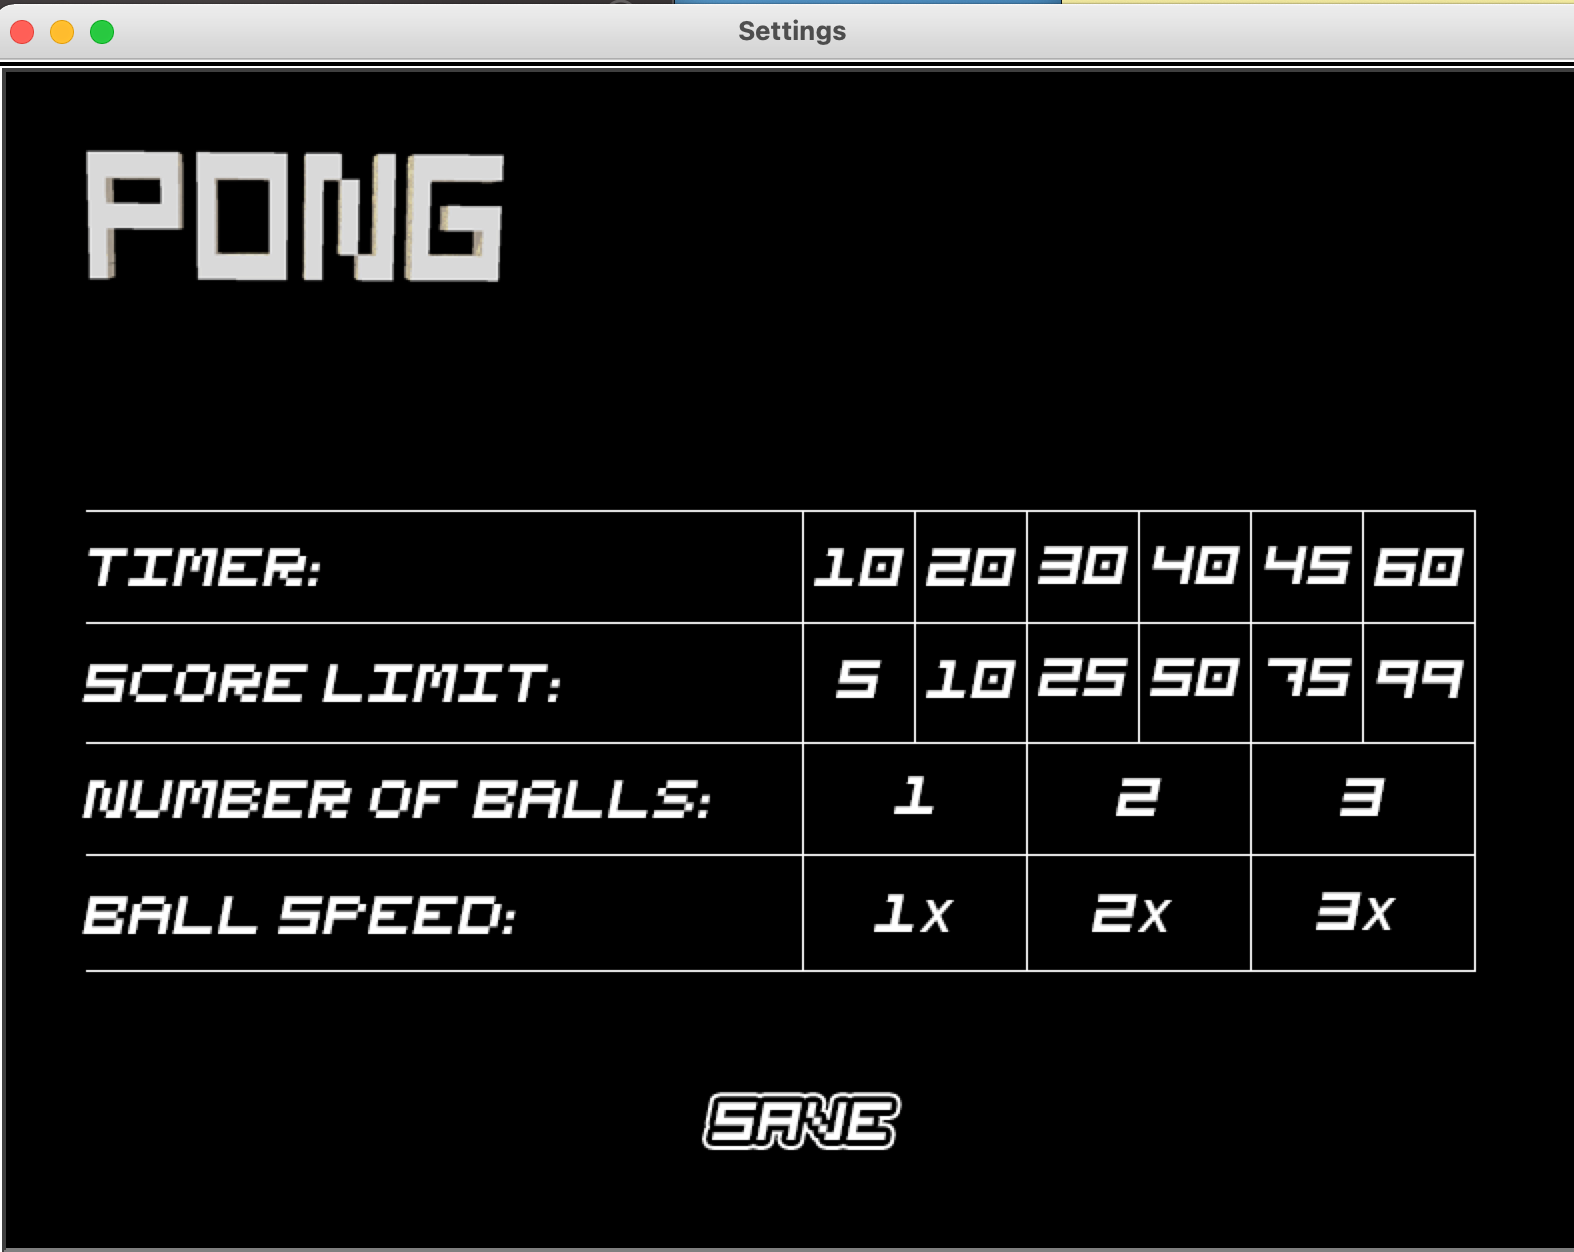 Settings
PONG
TIMER: 10 20 30 40 45 60
SCORE LIMIT: 5 10 25 50 75 99
NUMBER OF BALLS: 1 2 3
BALL SPEED: 1x 2x 3x
SAVE